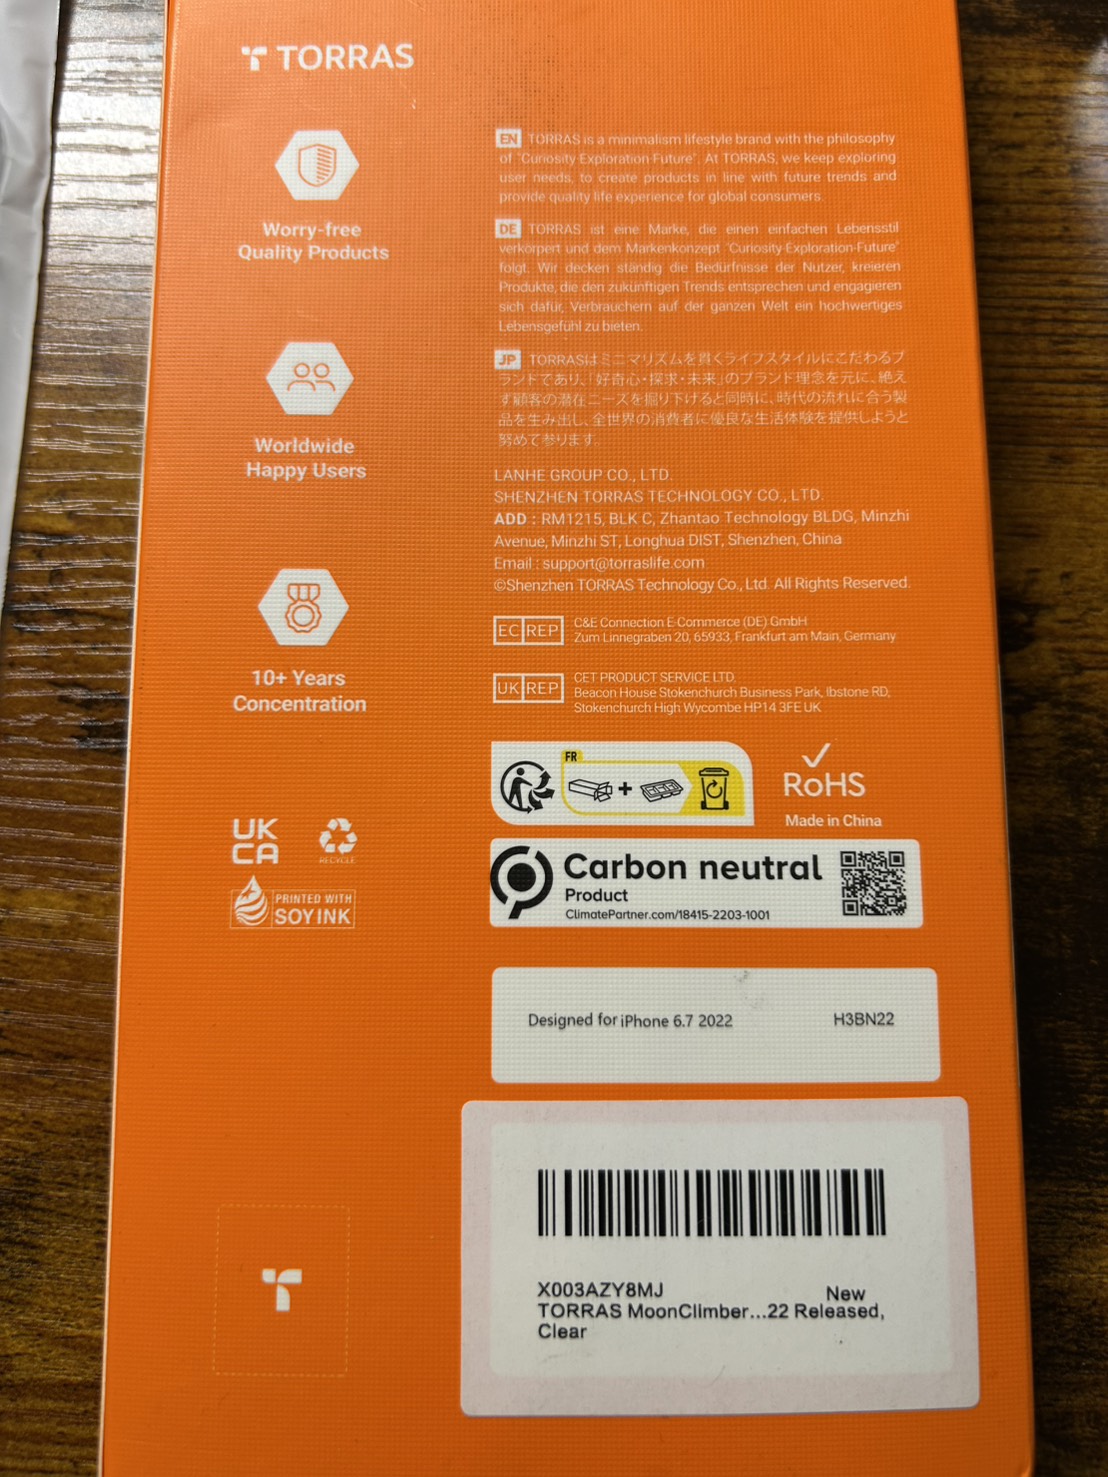 TORRAS
Worry-free
Quality Products
Worldwide
Happy Users
10+ Years
Concentration
UK
CA
RECYCLE
PRINTED WITH
SOY INK
EN TORRAS is a minimalism lifestyle brand with the philosophy
of "Curiosity·Exploration·Future". At TORRAS, we keep exploring
user needs, to create products in line with future trends and
provide quality life experience for global consumers.
DE TORRAS ist eine Marke, die einen einfachen Lebensstil
verkörpert und dem Markenkonzept "Curiosity·Exploration·Future"
folgt. Wir decken ständig die Bedürfnisse der Nutzer, kreieren
Produkte, die den zukünftigen Trends entsprechen und engagieren
sich dafür, Verbrauchern auf der ganzen Welt ein hochwertiges
Lebensgefühl zu bieten.
JP TORRASはミニマリズムを貫くライフスタイルにこだわるブ
ランドであり、「好奇心・探求・未来」のブランド理念を元に、絶え
ず顧客の潜在ニーズを掘り下げると同時に、時代の流れに合う製
品を生み出し、全世界の消費者に優良な生活体験を提供しようと
努めて参ります。
LANHE GROUP CO., LTD.
SHENZHEN TORRAS TECHNOLOGY CO., LTD.
ADD : RM1215, BLK C, Zhantao Technology BLDG, Minzhi
Avenue, Minzhi ST, Longhua DIST, Shenzhen, China
Email : support@torraslife.com
©Shenzhen TORRAS Technology Co., Ltd. All Rights Reserved.
EC REP
C&E Connection E-Commerce (DE) GmbH
Zum Linnegraben 20, 65933, Frankfurt am Main, Germany
UK REP
CET PRODUCT SERVICE LTD.
Beacon House Stokenchurch Business Park, Ibstone RD,
Stokenchurch High Wycombe HP14 3FE UK
FR
+
RoHS
Made in China
Carbon neutral
Product
ClimatePartner.com/18415-2203-1001
Designed for iPhone 6.7 2022 H3BN22
X003AZY8MJ New
TORRAS MoonClImber...22 Released,
Clear